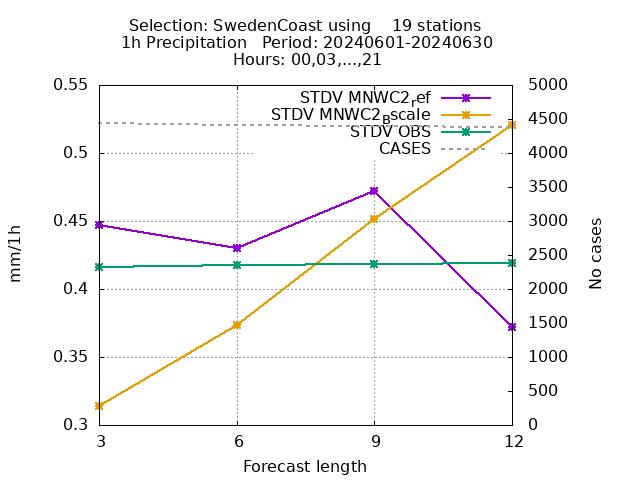 Selection: SwedenCoast using 19 stations
1h Precipitation Period: 20240601-20240630
Hours: 00,03,...,21
STDV MNWC2_ref
STDV MNWC2_Bscale
STDV OBS
CASES
0.55
0.5
0.45
0.4
0.35
0.3
5000
4500
4000
3500
3000
2500
2000
1500
1000
500
0
mm/1h
No cases
3 6 9 12
Forecast length